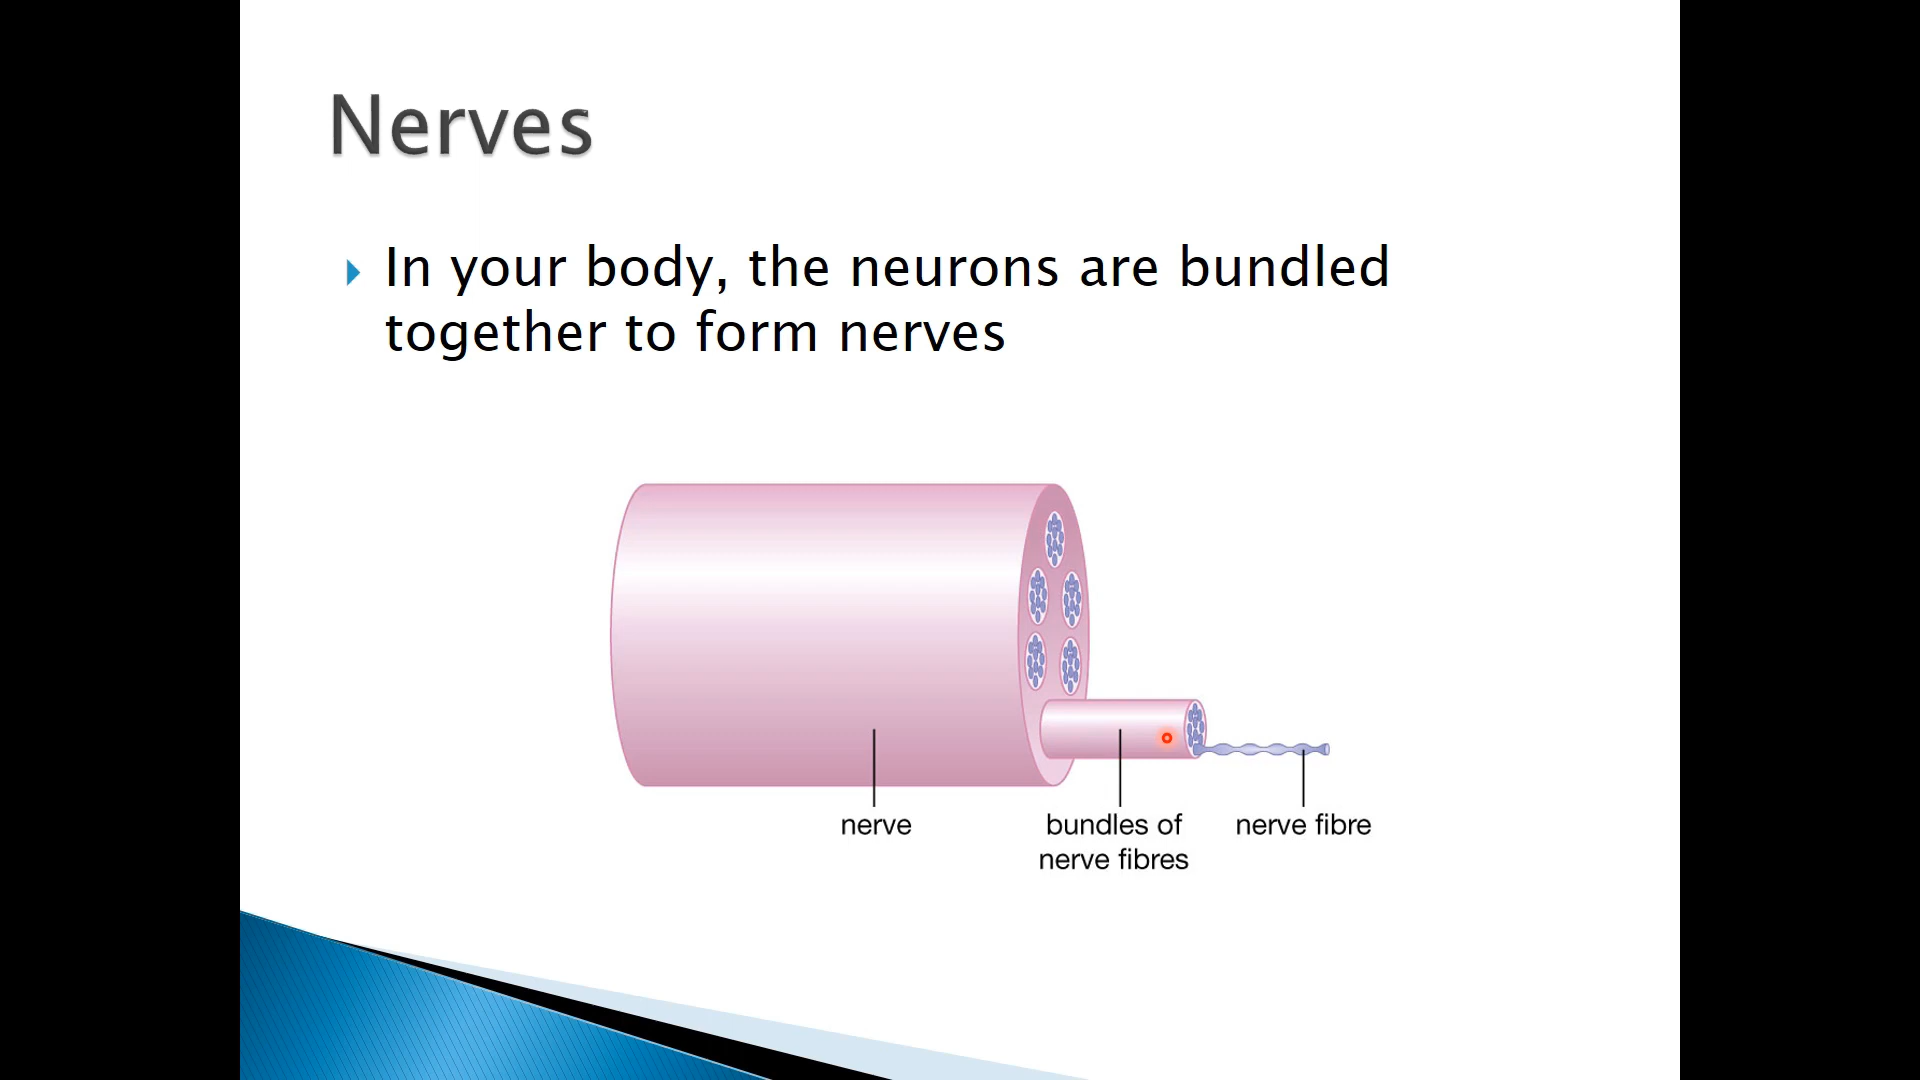 Nerves
In your body, the neurons are bundled
together to form nerves
nerve
bundles of
nerve fibres
nerve fibre